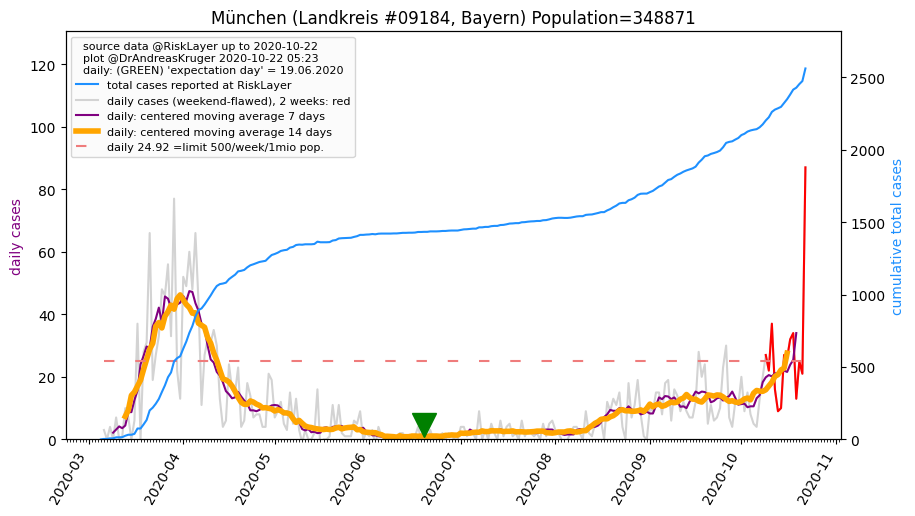 München (Landkreis #09184, Bayern) Population=348871
source data @RiskLayer up to 2020-10-22
plot @DrAndreasKruger 2020-10-22 05:23
daily: (GREEN) 'expectation day' = 19.06.2020
total cases reported at RiskLayer
daily cases (weekend-flawed), 2 weeks: red
daily: centered moving average 7 days
daily: centered moving average 14 days
daily 24.92 =limit 500/week/1mio pop.
daily cases
120
100
80
60
40
20
0
2500
2000
1500
1000
500
0
cumulative total cases
2020-03
2020-04
2020-05
2020-06
2020-07
2020-08
2020-09
2020-10
2020-11